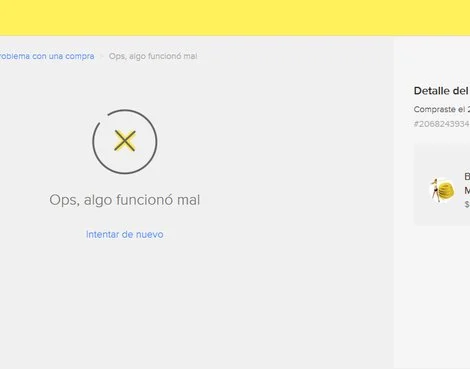 roblema con una compra > Ops, algo funcionó mal
Ops, algo funcionó mal
Intentar de nuevo
Detalle del
Compraste el 2
#2068243934
B
M
$